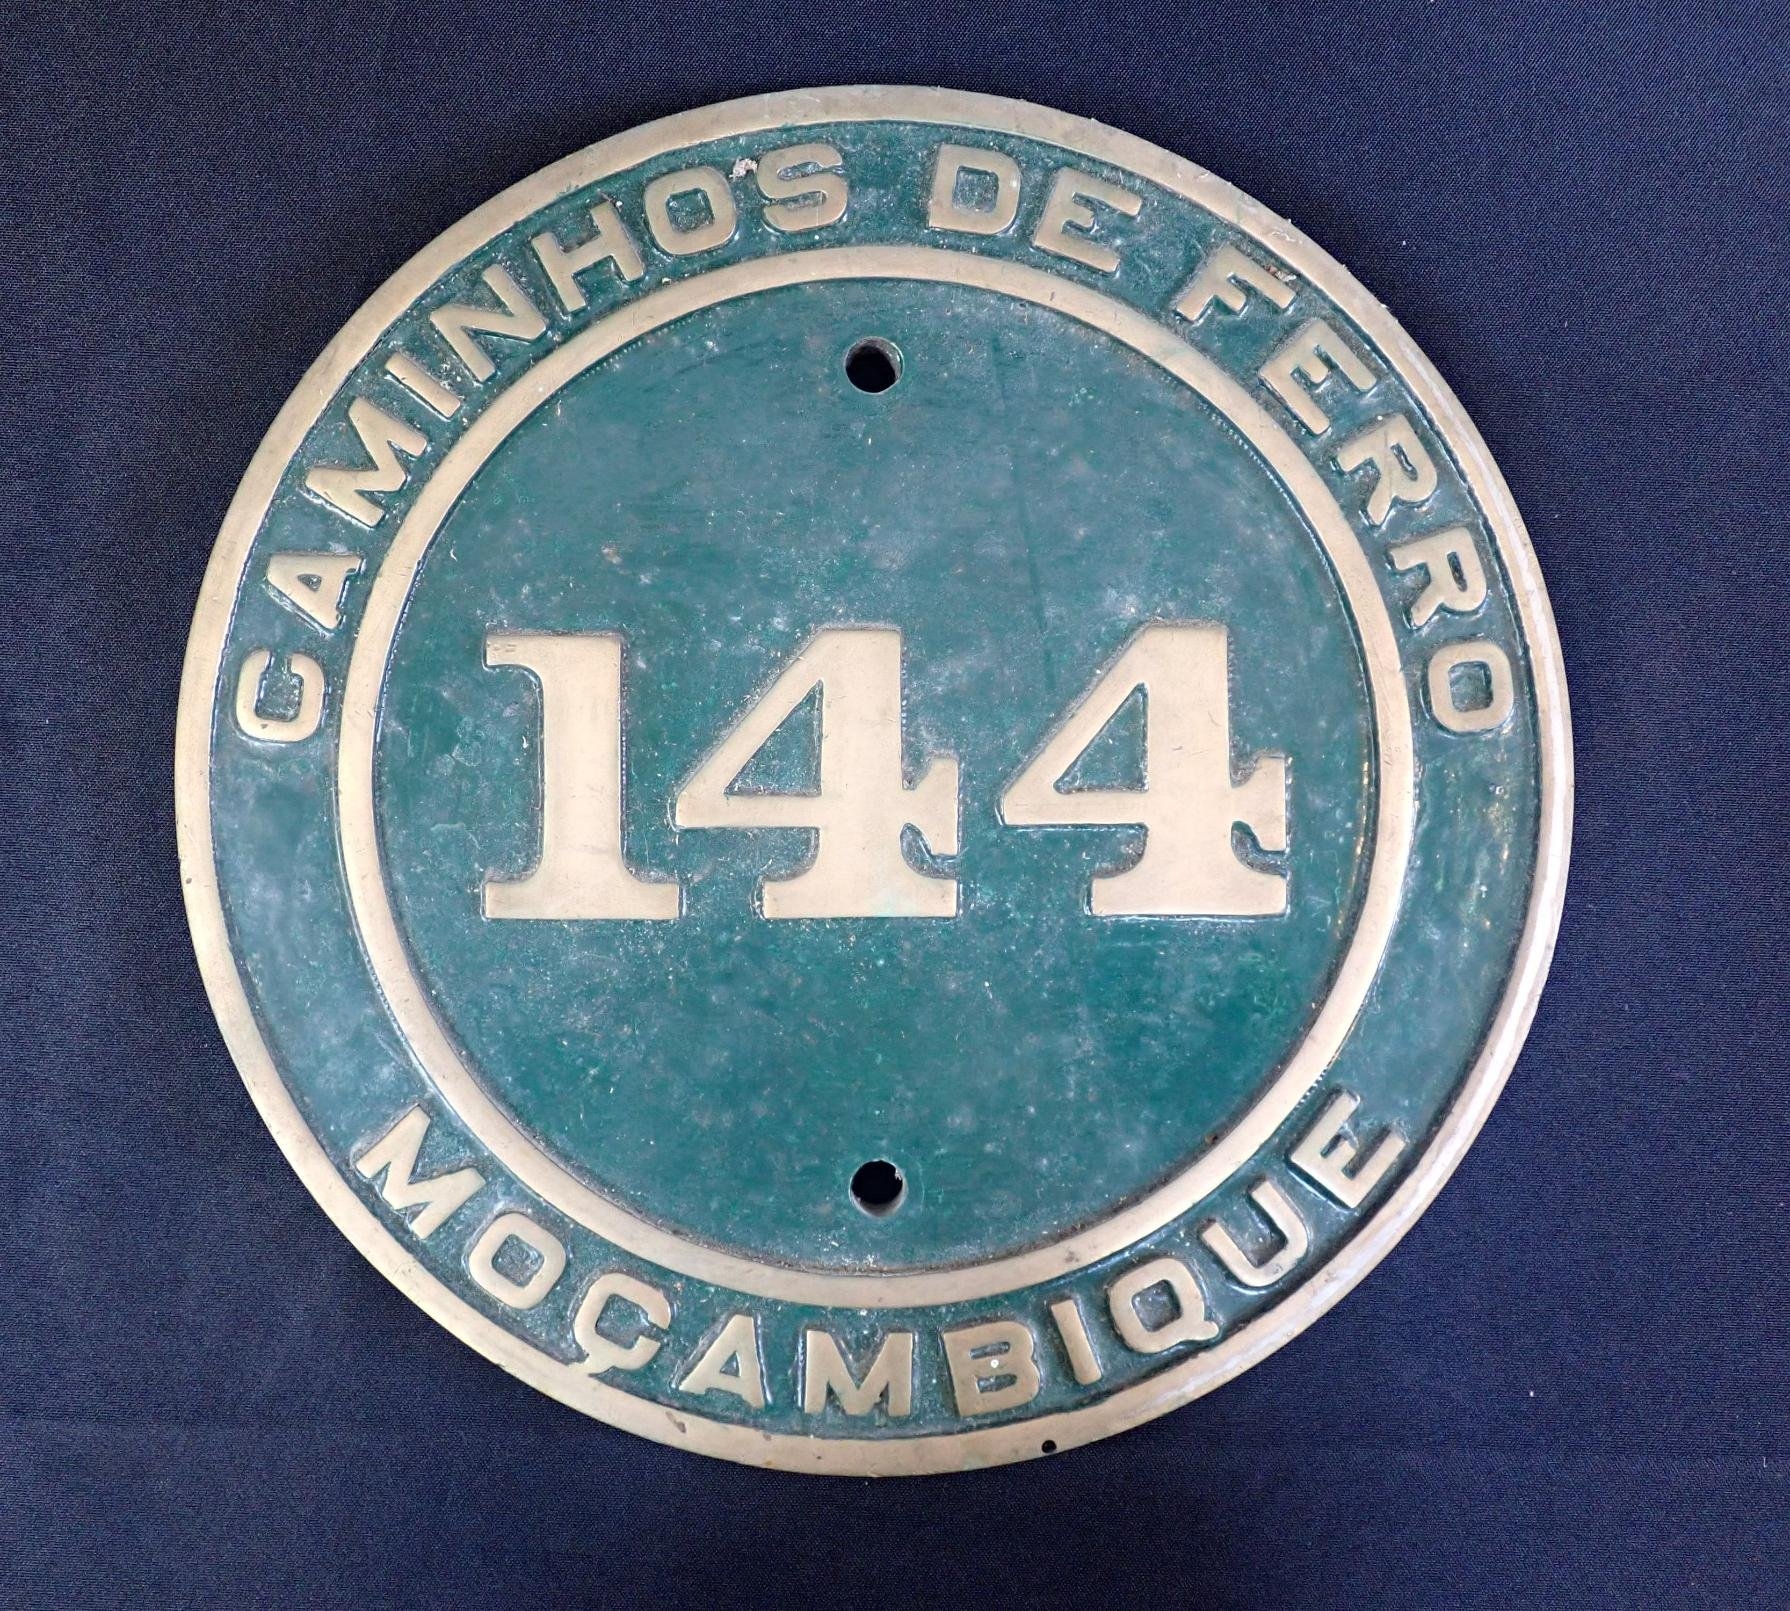 CAMINHOS DE FERRO
144
MOÇAMBIQUE